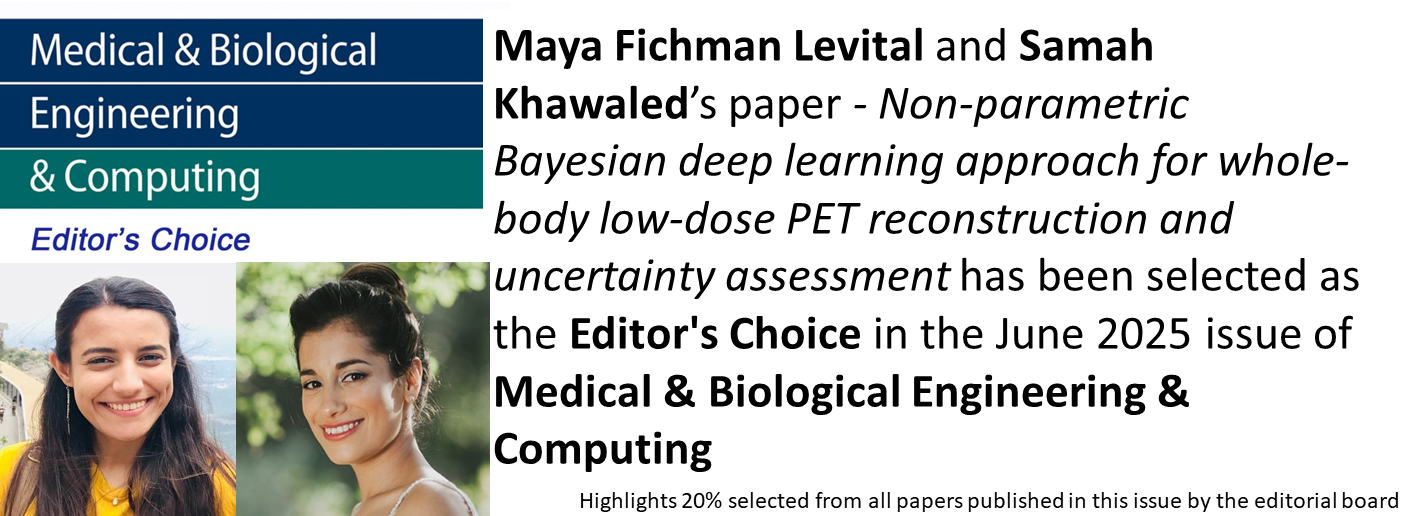 Medical & Biological
Engineering
& Computing
Editor's Choice
Maya Fichman Levital and Samah
Khawaled’s paper - Non-parametric
Bayesian deep learning approach for whole-
body low-dose PET reconstruction and
uncertainty assessment has been selected as
the Editor's Choice in the June 2025 issue of
Medical & Biological Engineering &
Computing
Highlights 20% selected from all papers published in this issue by the editorial board